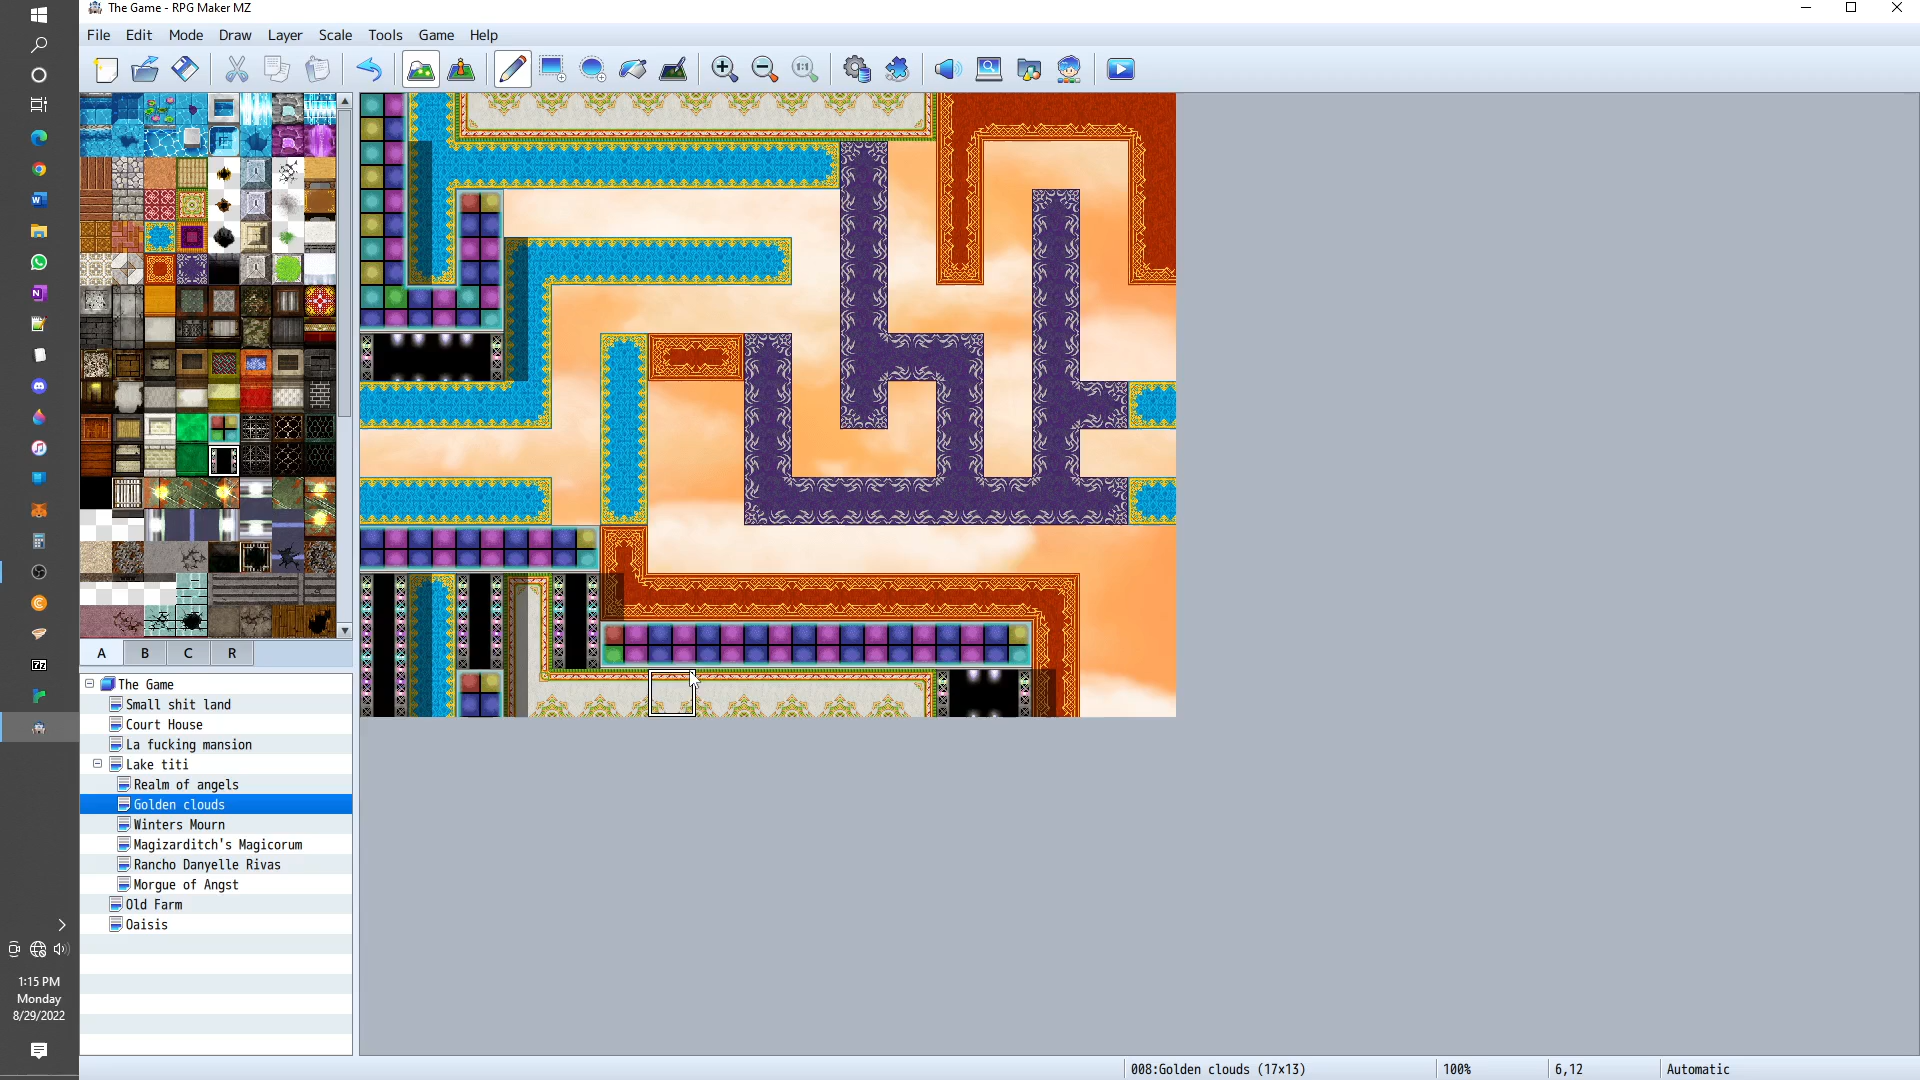 The Game - RPG Maker MZ
File Edit Mode Draw Layer Scale Tools Game Help
1:1
A B C R
The Game
Small shit land
Court House
La fucking mansion
Lake titi
Realm of angels
Golden clouds
Winters Mourn
Magizarditch's Magicorum
Rancho Danyelle Rivas
Morgue of Angst
Old Farm
Oaisis
1:15 PM
Monday
8/29/2022
008:Golden clouds (17x13) 100% 6,12 Automatic